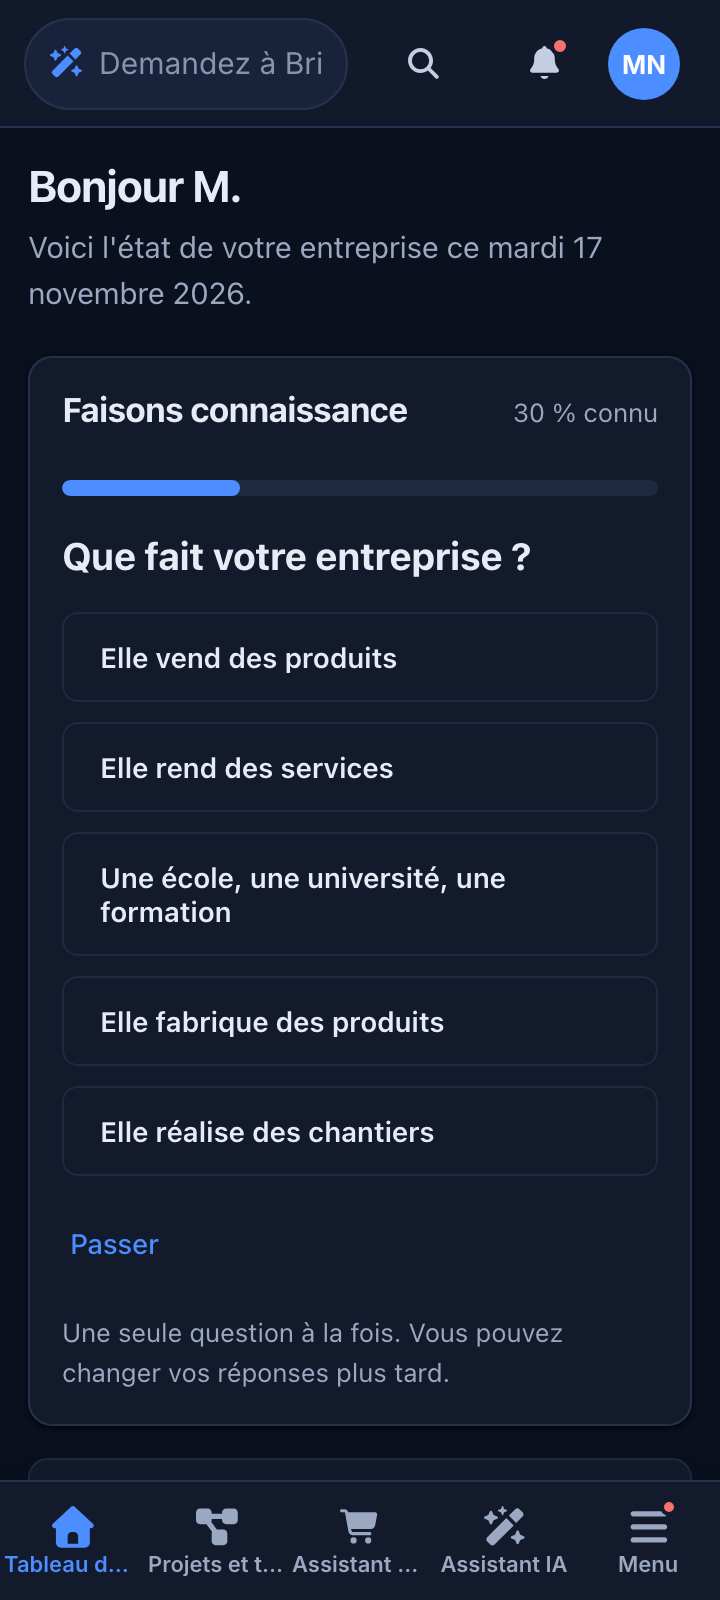 Demandez à Bri
MN
Bonjour M.
Voici l'état de votre entreprise ce mardi 17
novembre 2026.
Faisons connaissance
30 % connu
Que fait votre entreprise ?
Elle vend des produits
Elle rend des services
Une école, une université, une
formation
Elle fabrique des produits
Elle réalise des chantiers
Passer
Une seule question à la fois. Vous pouvez
changer vos réponses plus tard.
Tableau d...
Projets et t...
Assistant ...
Assistant IA
Menu